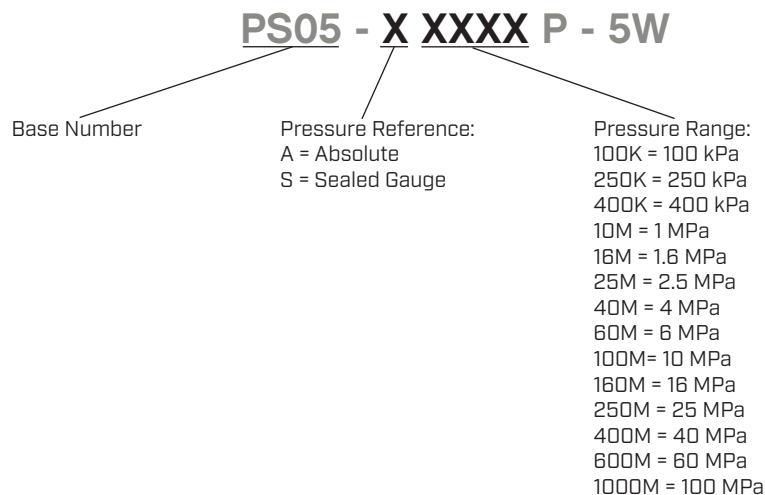 PS05 - X XXXX P - 5W
Base Number
Pressure Reference:
A = Absolute
S = Sealed Gauge
Pressure Range:
100K = 100 kPa
250K = 250 kPa
400K = 400 kPa
10M = 1 MPa
16M = 1.6 MPa
25M = 2.5 MPa
40M = 4 MPa
60M = 6 MPa
100M= 10 MPa
160M = 16 MPa
250M = 25 MPa
400M = 40 MPa
600M = 60 MPa
1000M = 100 MPa